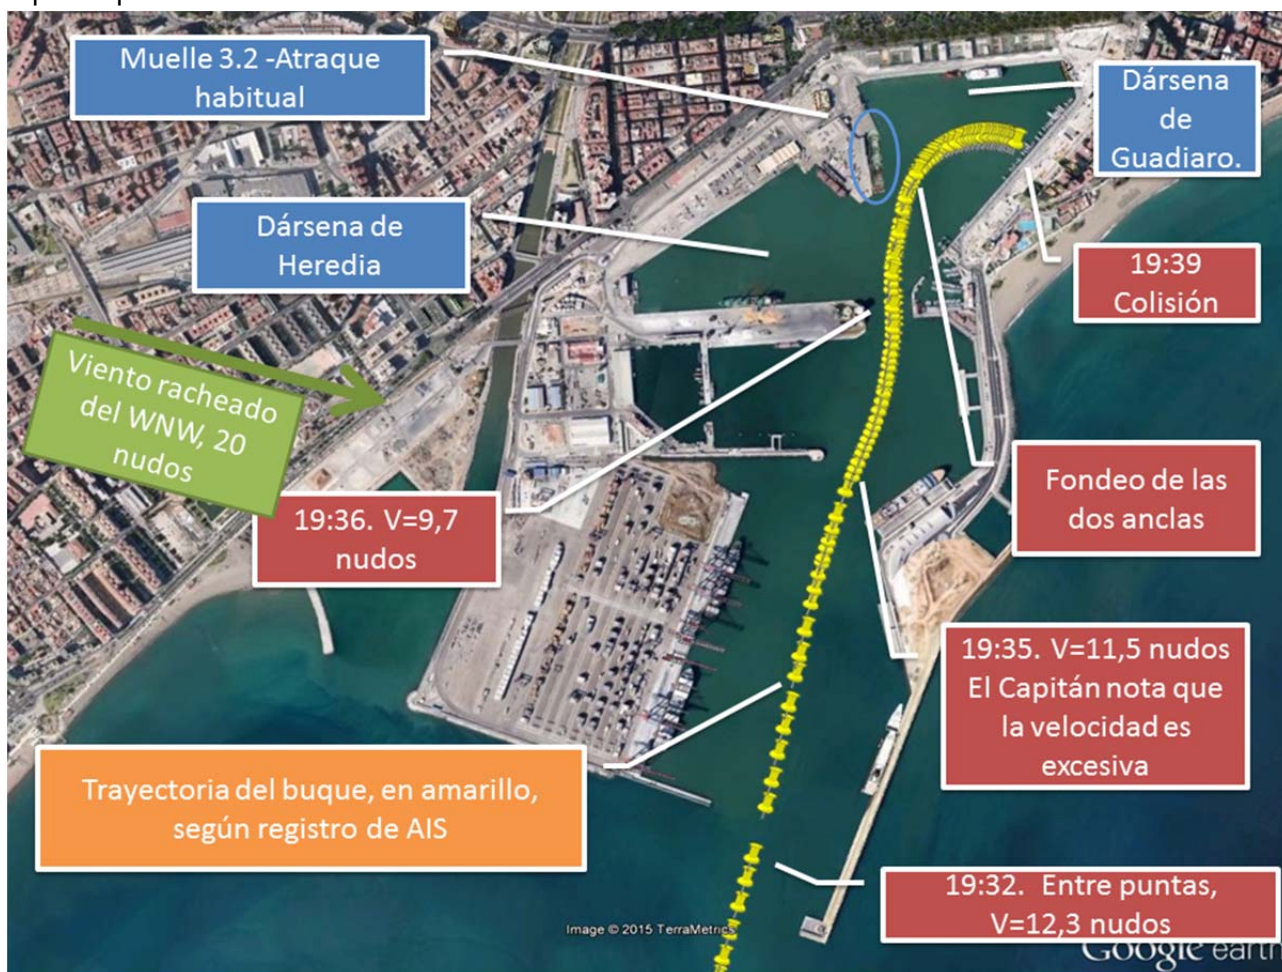 Muelle 3.2 -Atraque
habitual
Dársena
de
Guadiaro.
Dársena de
Heredia
19:39
Colisión
Viento racheado
del WNW, 20
nudos
19:36. V=9,7
nudos
Fondeo de las
dos anclas
19:35. V=11,5 nudos
El Capitán nota que
la velocidad es
excesiva
Trayectoria del buque, en amarillo,
según registro de AIS
19:32. Entre puntas,
V=12,3 nudos
Image © 2015 TerraMetrics
Google earth